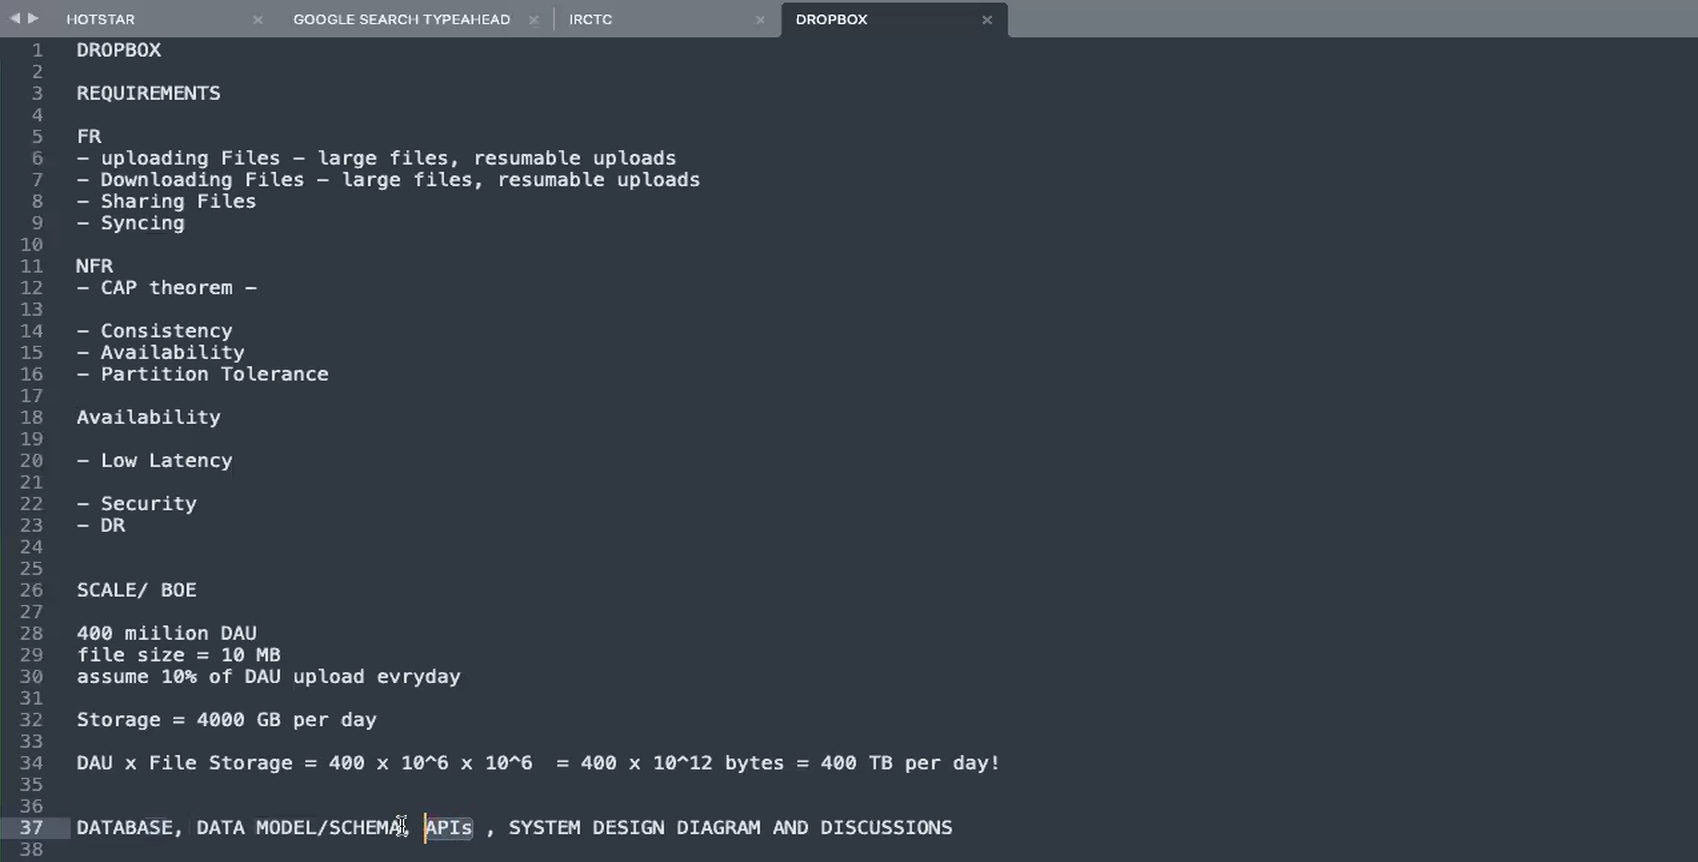 HOTSTAR GOOGLE SEARCH TYPEAHEAD IRCTC DROPBOX
1 DROPBOX
2
3 REQUIREMENTS
4
5 FR
6 - uploading Files - large files, resumable uploads
7 - Downloading Files - large files, resumable uploads
8 - Sharing Files
9 - Syncing
10
11 NFR
12 - CAP theorem -
13
14 - Consistency
15 - Availability
16 - Partition Tolerance
17
18 Availability
19
20 - Low Latency
21
22 - Security
23 - DR
24
25
26 SCALE/ BOE
27
28 400 miilion DAU
29 file size = 10 MB
30 assume 10% of DAU upload evryday
31
32 Storage = 4000 GB per day
33
34 DAU x File Storage = 400 x 10^6 x 10^6  = 400 x 10^12 bytes = 400 TB per day!
35
36
37 DATABASE, DATA MODEL/SCHEMA, APIs , SYSTEM DESIGN DIAGRAM AND DISCUSSIONS
38